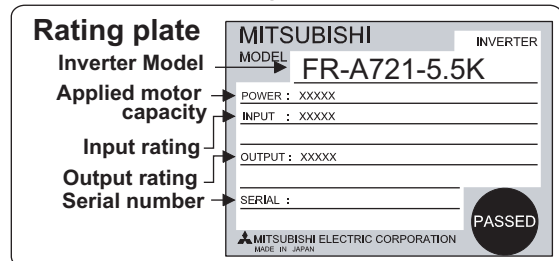 Rating plate
Inverter Model
Applied motor
capacity
Input rating
Output rating
Serial number
MITSUBISHI
INVERTER
MODEL
FR-A721-5.5K
POWER : XXXXX
INPUT : XXXXX
OUTPUT : XXXXX
SERIAL :
PASSED
MITSUBISHI ELECTRIC CORPORATION
MADE IN JAPAN